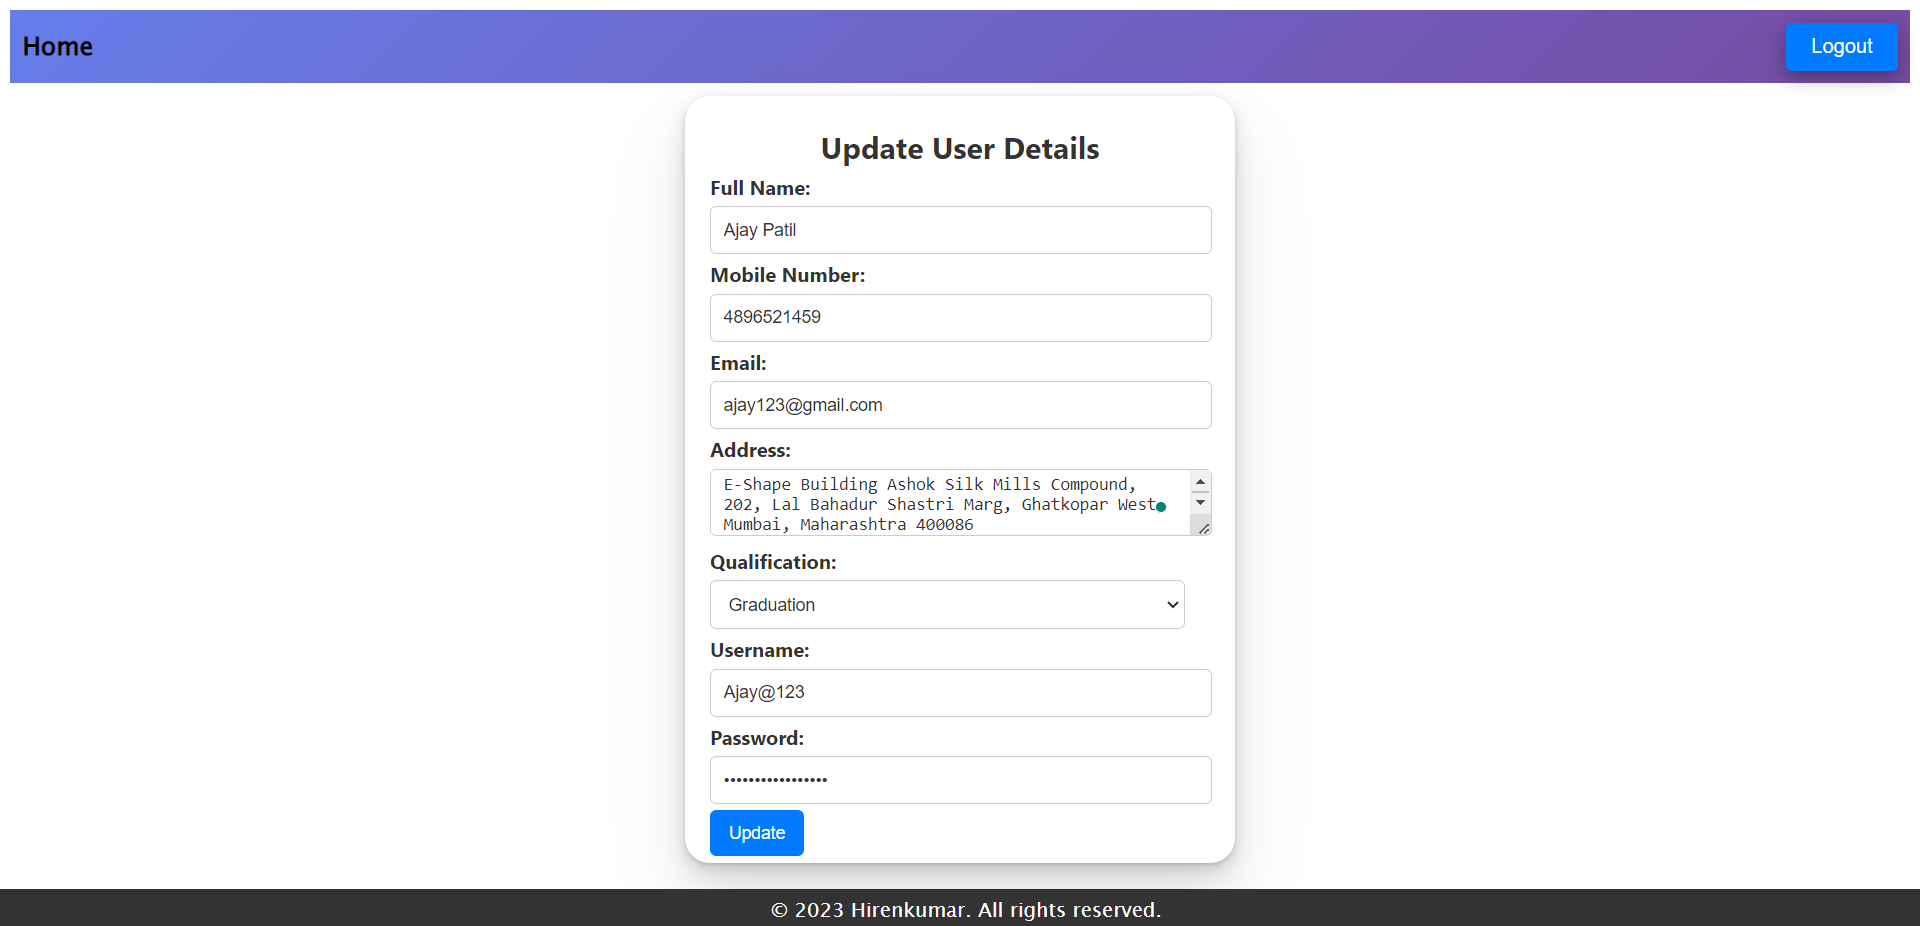 Home
Logout
Update User Details
Full Name:
Ajay Patil
Mobile Number:
4896521459
Email:
ajay123@gmail.com
Address:
E-Shape Building Ashok Silk Mills Compound,
202, Lal Bahadur Shastri Marg, Ghatkopar West
Mumbai, Maharashtra 400086
Qualification:
Graduation
Username:
Ajay@123
Password:
•••••••••••••••••
Update
© 2023 Hirenkumar. All rights reserved.